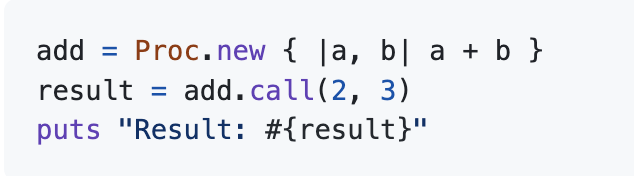 add = Proc.new { |a, b| a + b }
result = add.call(2, 3)
puts "Result: #{result}"